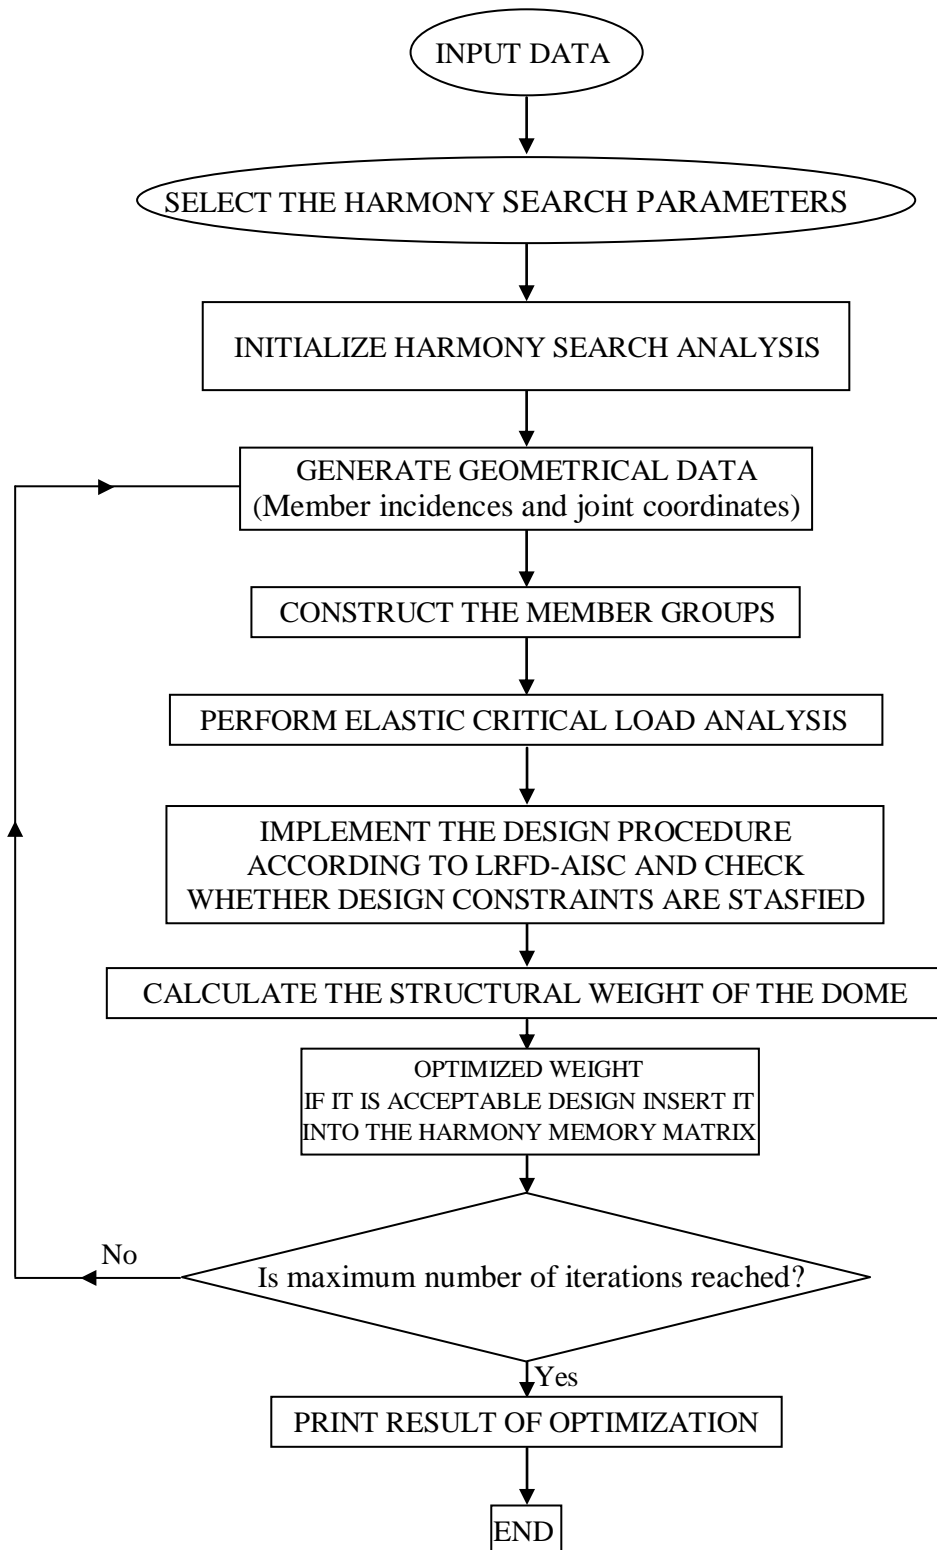 INPUT DATA
SELECT THE HARMONY SEARCH PARAMETERS
INITIALIZE HARMONY SEARCH ANALYSIS
GENERATE GEOMETRICAL DATA
(Member incidences and joint coordinates)
CONSTRUCT THE MEMBER GROUPS
PERFORM ELASTIC CRITICAL LOAD ANALYSIS
IMPLEMENT THE DESIGN PROCEDURE
ACCORDING TO LRFD-AISC AND CHECK
WHETHER DESIGN CONSTRAINTS ARE STASFIED
CALCULATE THE STRUCTURAL WEIGHT OF THE DOME
OPTIMIZED WEIGHT
IF IT IS ACCEPTABLE DESIGN INSERT IT
INTO THE HARMONY MEMORY MATRIX
No
Is maximum number of iterations reached?
Yes
PRINT RESULT OF OPTIMIZATION
END